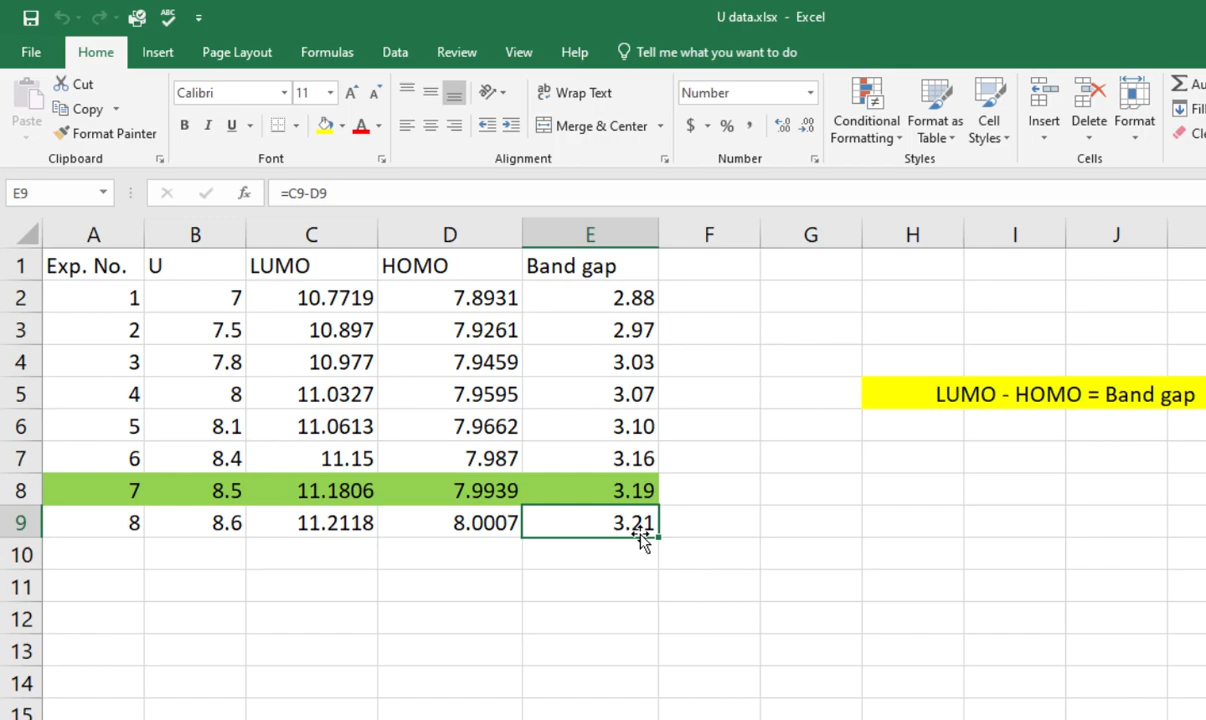 ABC
U data.xlsx - Excel
File Home Insert Page Layout Formulas Data Review View Help Tell me what you want to do
Paste
Cut
Copy
Format Painter
Clipboard
Calibri 11 A A
B I U A
Font
ab Wrap Text
Merge & Center
Alignment
Number
$ % ,
Number
Conditional Formatting
Format as Table
Cell Styles
Styles
Insert Delete Format
Cells
E9 fx =C9-D9
A B C D E F G H I J
1 Exp. No. U LUMO HOMO Band gap
2 1 7 10.7719 7.8931 2.88
3 2 7.5 10.897 7.9261 2.97
4 3 7.8 10.977 7.9459 3.03
5 4 8 11.0327 7.9595 3.07 LUMO - HOMO = Band gap
6 5 8.1 11.0613 7.9662 3.10
7 6 8.4 11.15 7.987 3.16
8 7 8.5 11.1806 7.9939 3.19
9 8 8.6 11.2118 8.0007 3.21
10
11
12
13
14
15